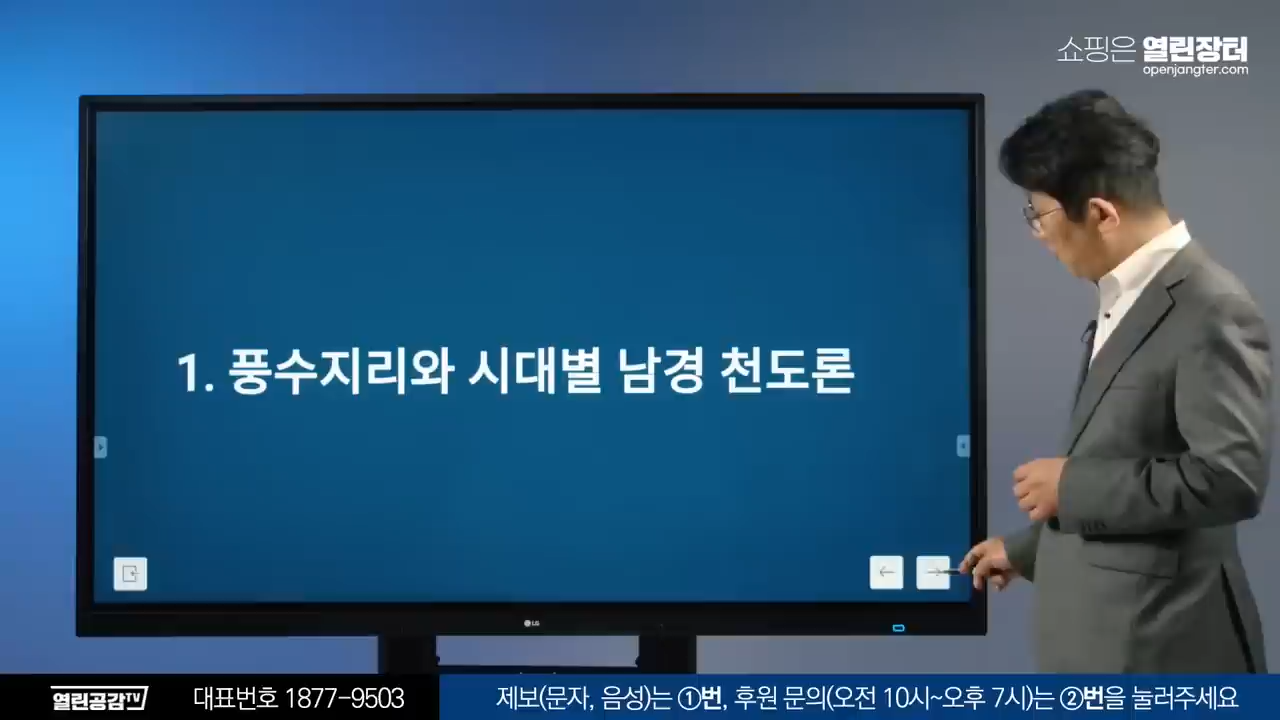 쇼핑은 열린장터
openjangter.com
1. 풍수지리와 시대별 남경 천도론
LG
열린공감TV
대표번호 1877-9503
제보(문자, 음성)는 ①번, 후원 문의(오전 10시~오후 7시)는 ②번을 눌러주세요